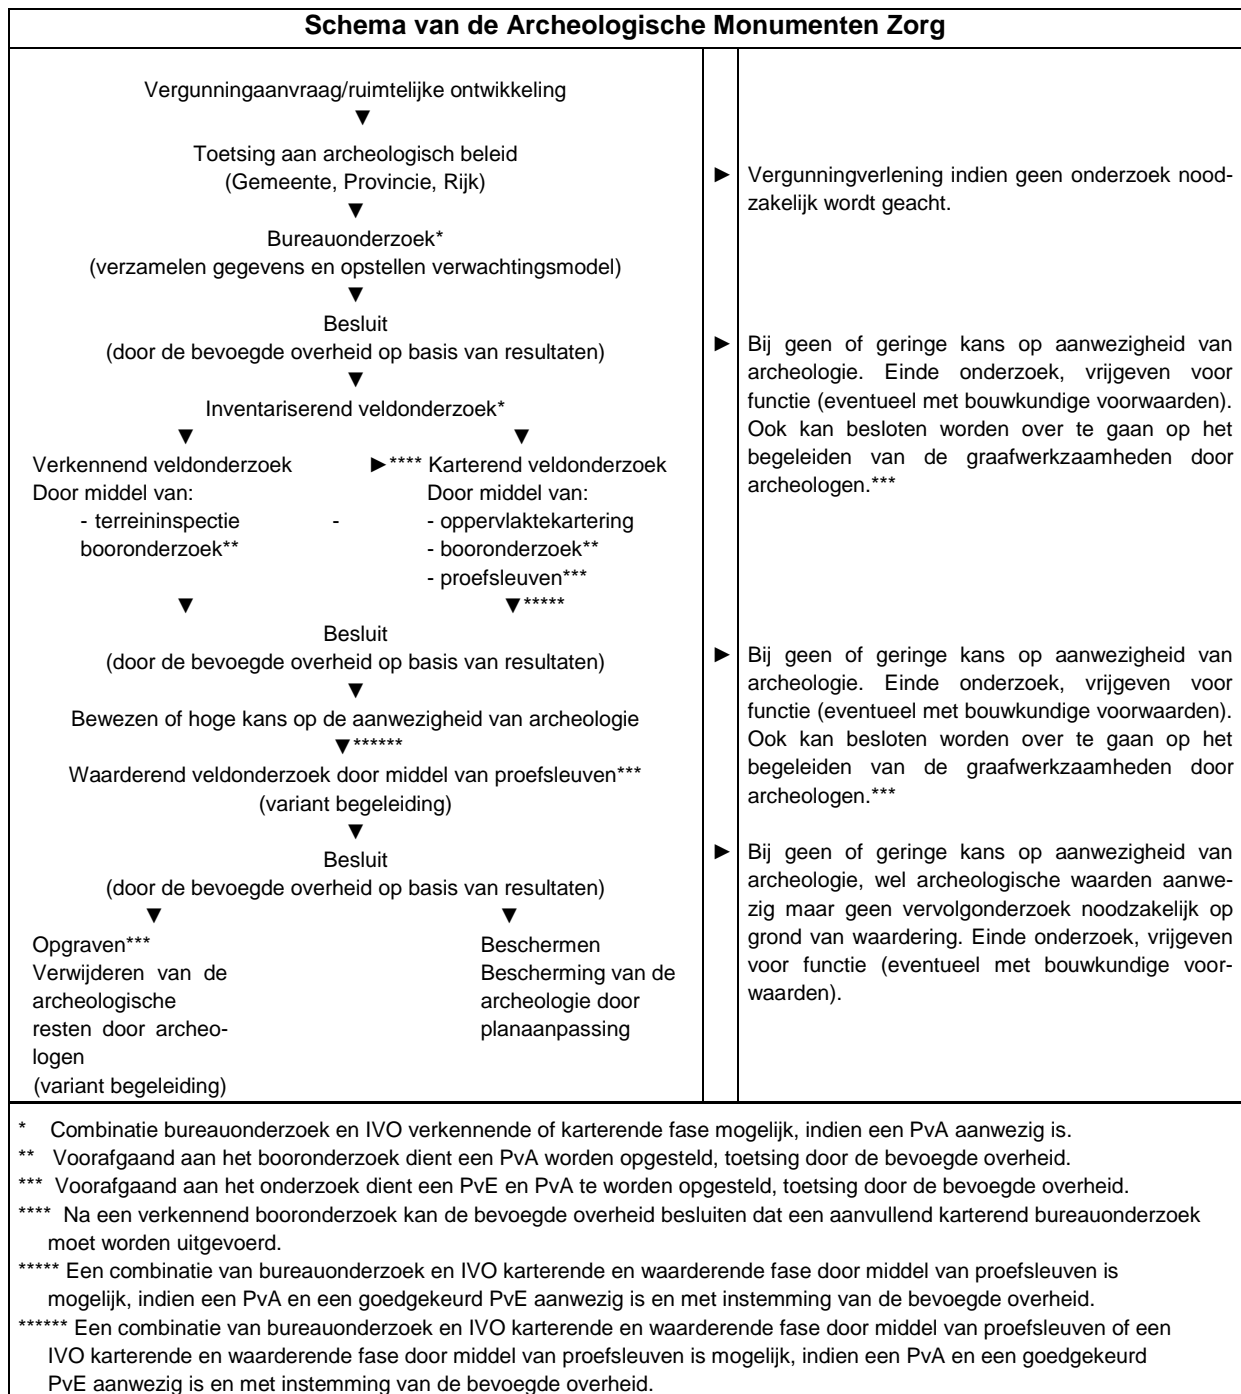 Schema van de Archeologische Monumenten Zorg
Vergunningaanvraag/ruimtelijke ontwikkeling
▼
Toetsing aan archeologisch beleid
(Gemeente, Provincie, Rijk)
▼
Bureauonderzoek*
(verzamelen gegevens en opstellen verwachtingsmodel)
▼
Besluit
(door de bevoegde overheid op basis van resultaten)
▼
Inventariserend veldonderzoek*
▼ ▼
Verkennend veldonderzoek ►**** Karterend veldonderzoek
Door middel van: Door middel van:
- terreininspectie - - oppervlaktekartering
booronderzoek** - booronderzoek**
- proefsleuven***
▼ ▼*****
Besluit
(door de bevoegde overheid op basis van resultaten)
▼
Bewezen of hoge kans op de aanwezigheid van archeologie
▼******
Waarderend veldonderzoek door middel van proefsleuven***
(variant begeleiding)
▼
Besluit
(door de bevoegde overheid op basis van resultaten)
▼ ▼
Opgraven*** Beschermen
Verwijderen van de Bescherming van de
archeologische archeologie door
resten door archeo- planaanpassing
logen
(variant begeleiding)
► Vergunningverlening indien geen onderzoek nood-
zakelijk wordt geacht.
► Bij geen of geringe kans op aanwezigheid van
archeologie. Einde onderzoek, vrijgeven voor
functie (eventueel met bouwkundige voorwaarden).
Ook kan besloten worden over te gaan op het
begeleiden van de graafwerkzaamheden door
archeologen.***
► Bij geen of geringe kans op aanwezigheid van
archeologie. Einde onderzoek, vrijgeven voor
functie (eventueel met bouwkundige voorwaarden).
Ook kan besloten worden over te gaan op het
begeleiden van de graafwerkzaamheden door
archeologen.***
► Bij geen of geringe kans op aanwezigheid van
archeologie, wel archeologische waarden aanwe-
zig maar geen vervolgonderzoek noodzakelijk op
grond van waardering. Einde onderzoek, vrijgeven
voor functie (eventueel met bouwkundige voor-
waarden).
* Combinatie bureauonderzoek en IVO verkennende of karterende fase mogelijk, indien een PvA aanwezig is.
** Voorafgaand aan het booronderzoek dient een PvA worden opgesteld, toetsing door de bevoegde overheid.
*** Voorafgaand aan het onderzoek dient een PvE en PvA te worden opgesteld, toetsing door de bevoegde overheid.
**** Na een verkennend booronderzoek kan de bevoegde overheid besluiten dat een aanvullend karterend bureauonderzoek
moet worden uitgevoerd.
***** Een combinatie van bureauonderzoek en IVO karterende en waarderende fase door middel van proefsleuven is
mogelijk, indien een PvA en een goedgekeurd PvE aanwezig is en met instemming van de bevoegde overheid.
****** Een combinatie van bureauonderzoek en IVO karterende en waarderende fase door middel van proefsleuven of een
IVO karterende en waarderende fase door middel van proefsleuven is mogelijk, indien een PvA en een goedgekeurd
PvE aanwezig is en met instemming van de bevoegde overheid.